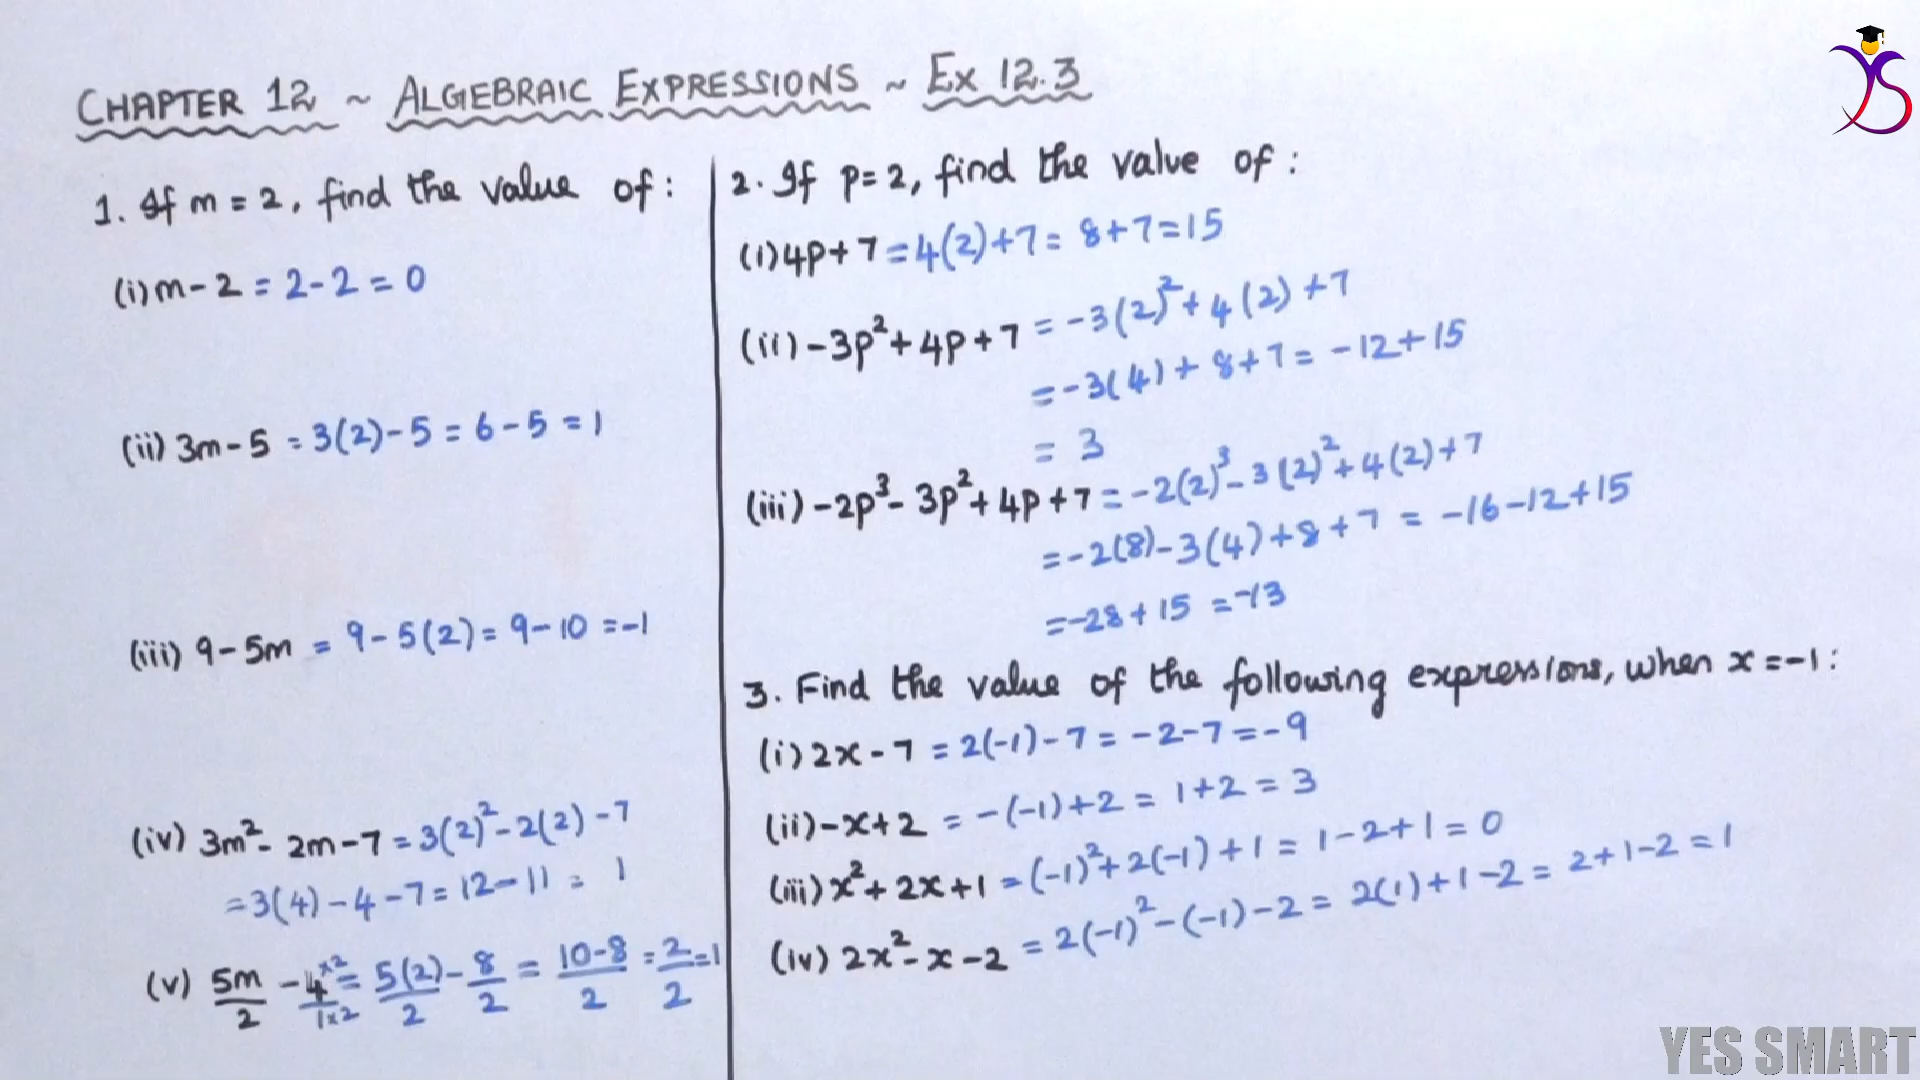 CHAPTER 12 ~ ALGEBRAIC EXPRESSIONS ~ EX 12.3
1. If m = 2, find the value of :
(i) m - 2 = 2 - 2 = 0
(ii) 3m - 5 = 3(2) - 5 = 6 - 5 = 1
(iii) 9 - 5m = 9 - 5(2) = 9 - 10 = -1
(iv) 3m² - 2m - 7 = 3(2)² - 2(2) - 7
= 3(4) - 4 - 7 = 12 - 11 = 1
(v) 5m/2 - 4×2/1×2 = 5(2)/2 - 8/2 = 10-8/2 = 2/2 = 1
2. If p = 2, find the value of :
(i) 4p + 7 = 4(2) + 7 = 8 + 7 = 15
(ii) -3p² + 4p + 7 = -3(2)² + 4(2) + 7
= -3(4) + 8 + 7 = -12 + 15
= 3
(iii) -2p³ - 3p² + 4p + 7 = -2(2)³ - 3(2)² + 4(2) + 7
= -2(8) - 3(4) + 8 + 7 = -16 - 12 + 15
= -28 + 15 = -13
3. Find the value of the following expressions, when x = -1 :
(i) 2x - 7 = 2(-1) - 7 = -2 - 7 = -9
(ii) -x + 2 = -(-1) + 2 = 1 + 2 = 3
(iii) x² + 2x + 1 = (-1)² + 2(-1) + 1 = 1 - 2 + 1 = 0
(iv) 2x² - x - 2 = 2(-1)² - (-1) - 2 = 2(1) + 1 - 2 = 2 + 1 - 2 = 1
YES SMART